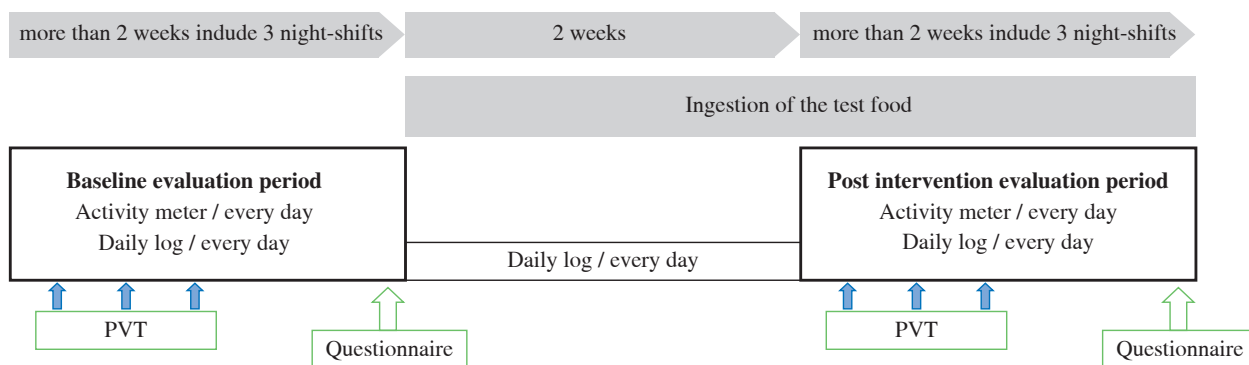 more than 2 weeks indude 3 night-shifts
2 weeks
more than 2 weeks indude 3 night-shifts
Ingestion of the test food
Baseline evaluation period
Activity meter / every day
Daily log / every day
Daily log / every day
Post intervention evaluation period
Activity meter / every day
Daily log / every day
PVT
Questionnaire
PVT
Questionnaire